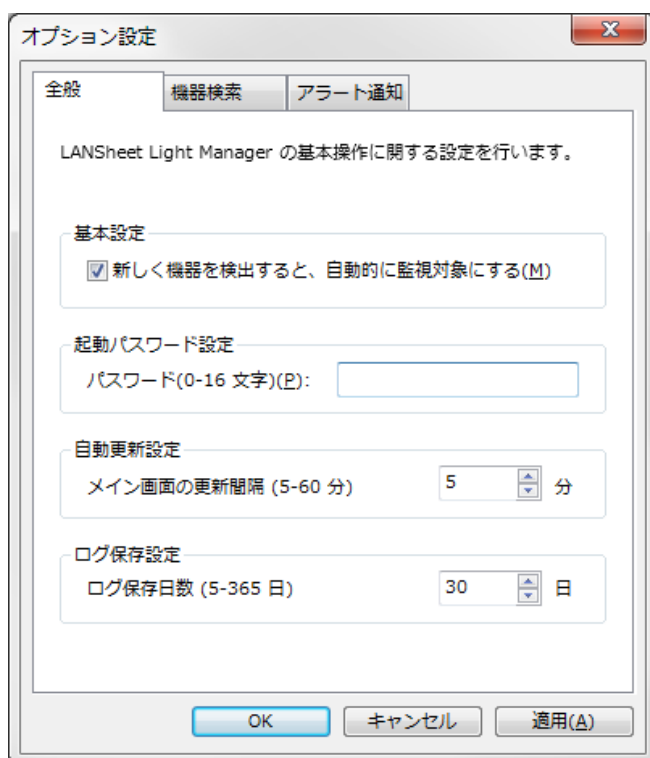 オプション設定
全般 機器検索 アラート通知
LANSheet Light Manager の基本操作に関する設定を行います。
基本設定
新しく機器を検出すると、自動的に監視対象にする(M)
起動パスワード設定
パスワード(0-16 文字)(P):
自動更新設定
メイン画面の更新間隔 (5-60 分) 5 分
ログ保存設定
ログ保存日数 (5-365 日) 30 日
OK キャンセル 適用(A)